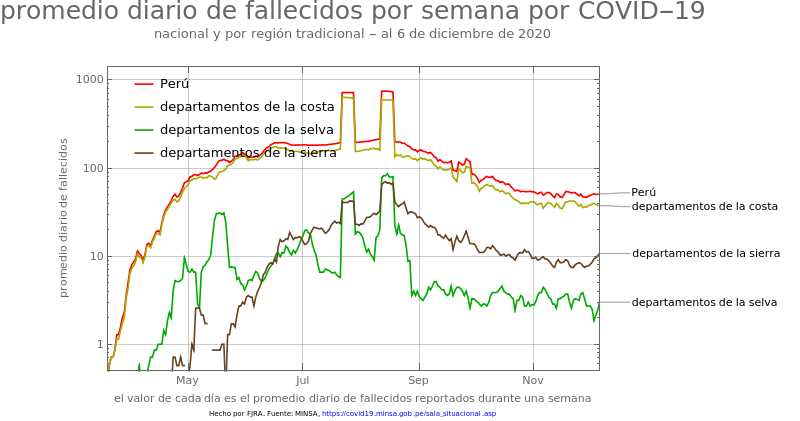 promedio diario de fallecidos por semana por COVID−19
nacional y por región tradicional − al 6 de diciembre de 2020
1000
100
10
1
promedio diario de fallecidos
Perú
departamentos de la costa
departamentos de la selva
departamentos de la sierra
Perú
departamentos de la costa
departamentos de la sierra
departamentos de la selva
May
Jul
Sep
Nov
el valor de cada día es el promedio diario de fallecidos reportados durante una semana
Hecho por FJRA. Fuente: MINSA, https://covid19.minsa.gob.pe/sala_situacional.asp